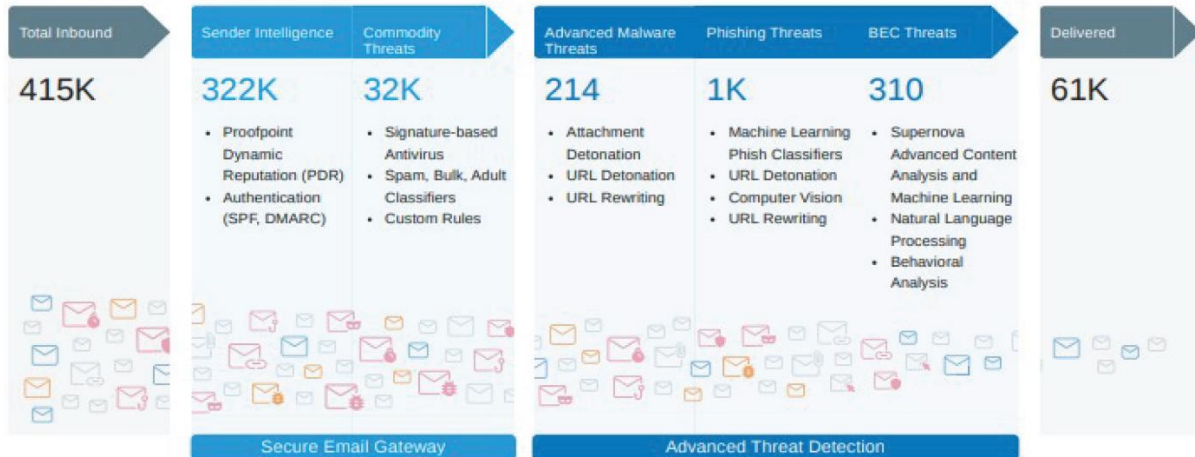 Total Inbound
415K
Sender Intelligence
322K
• Proofpoint
Dynamic
Reputation (PDR)
• Authentication
(SPF, DMARC)
Commodity
Threats
32K
• Signature-based
Antivirus
• Spam, Bulk, Adult
Classifiers
• Custom Rules
Secure Email Gateway
Advanced Malware
Threats
214
• Attachment
Detonation
• URL Detonation
• URL Rewriting
Phishing Threats
1K
• Machine Learning
Phish Classifiers
• URL Detonation
• Computer Vision
• URL Rewriting
BEC Threats
310
• Supernova
Advanced Content
Analysis and
Machine Learning
• Natural Language
Processing
• Behavioral
Analysis
Advanced Threat Detection
Delivered
61K